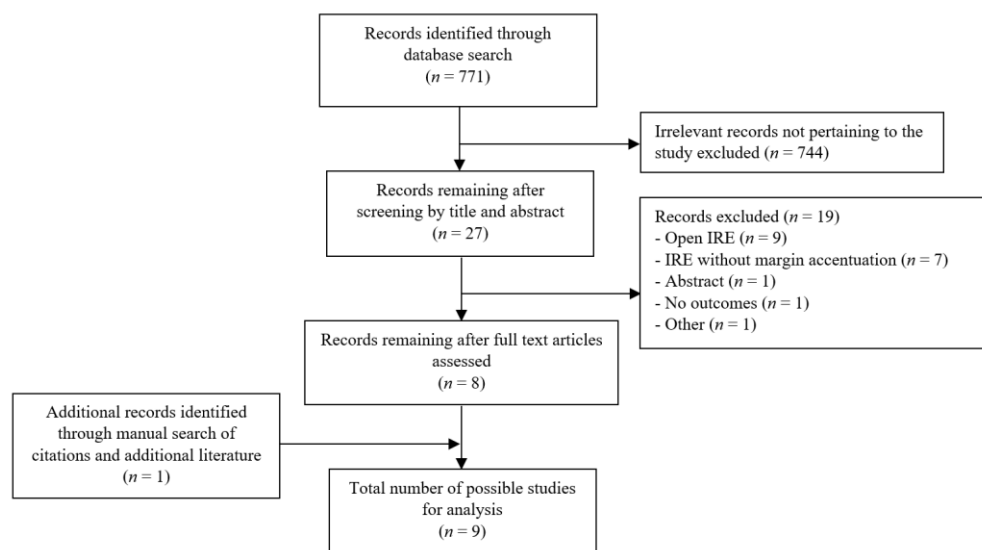 Records identified through
database search
(n = 771)
Irrelevant records not pertaining to the
study excluded (n = 744)
Records remaining after
screening by title and abstract
(n = 27)
Records excluded (n = 19)
- Open IRE (n = 9)
- IRE without margin accentuation (n = 7)
- Abstract (n = 1)
- No outcomes (n = 1)
- Other (n = 1)
Records remaining after full text articles
assessed
(n = 8)
Additional records identified
through manual search of
citations and additional literature
(n = 1)
Total number of possible studies
for analysis
(n = 9)